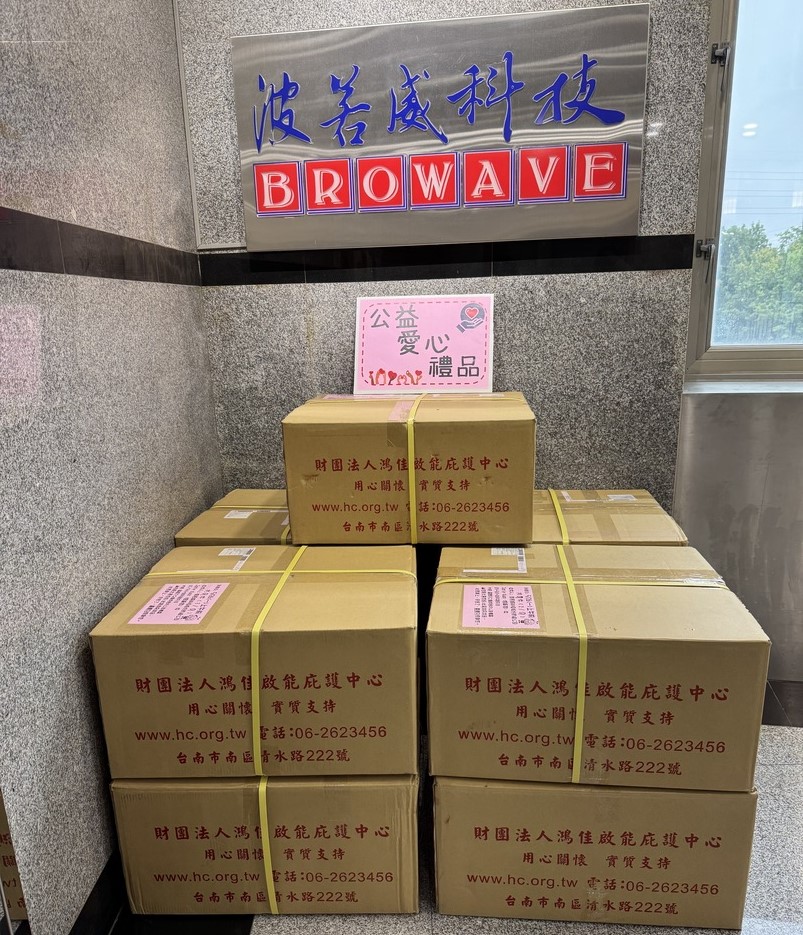 波若威科技
BROWAVE
公益
愛心
禮品
財團法人鴻佳啟能庇護中心
用心關懷 實質支持
www.hc.org.tw 電話:06-2623456
台南市南區清水路222號
財團法人鴻佳啟能庇護中心
用心關懷 實質支持
www.hc.org.tw 電話:06-2623456
台南市南區清水路222號
財團法人鴻佳啟能庇護中心
用心關懷 實質支持
www.hc.org.tw 電話:06-2623456
台南市南區清水路222號
財團法人鴻佳啟能庇護中心
用心關懷 實質支持
www.hc.org.tw 電話:06-2623456
台南市南區清水路222號
財團法人鴻佳啟能庇護中心
用心關懷 實質支持
www.hc.org.tw 電話:06-2623456
台南市南區清水路222號